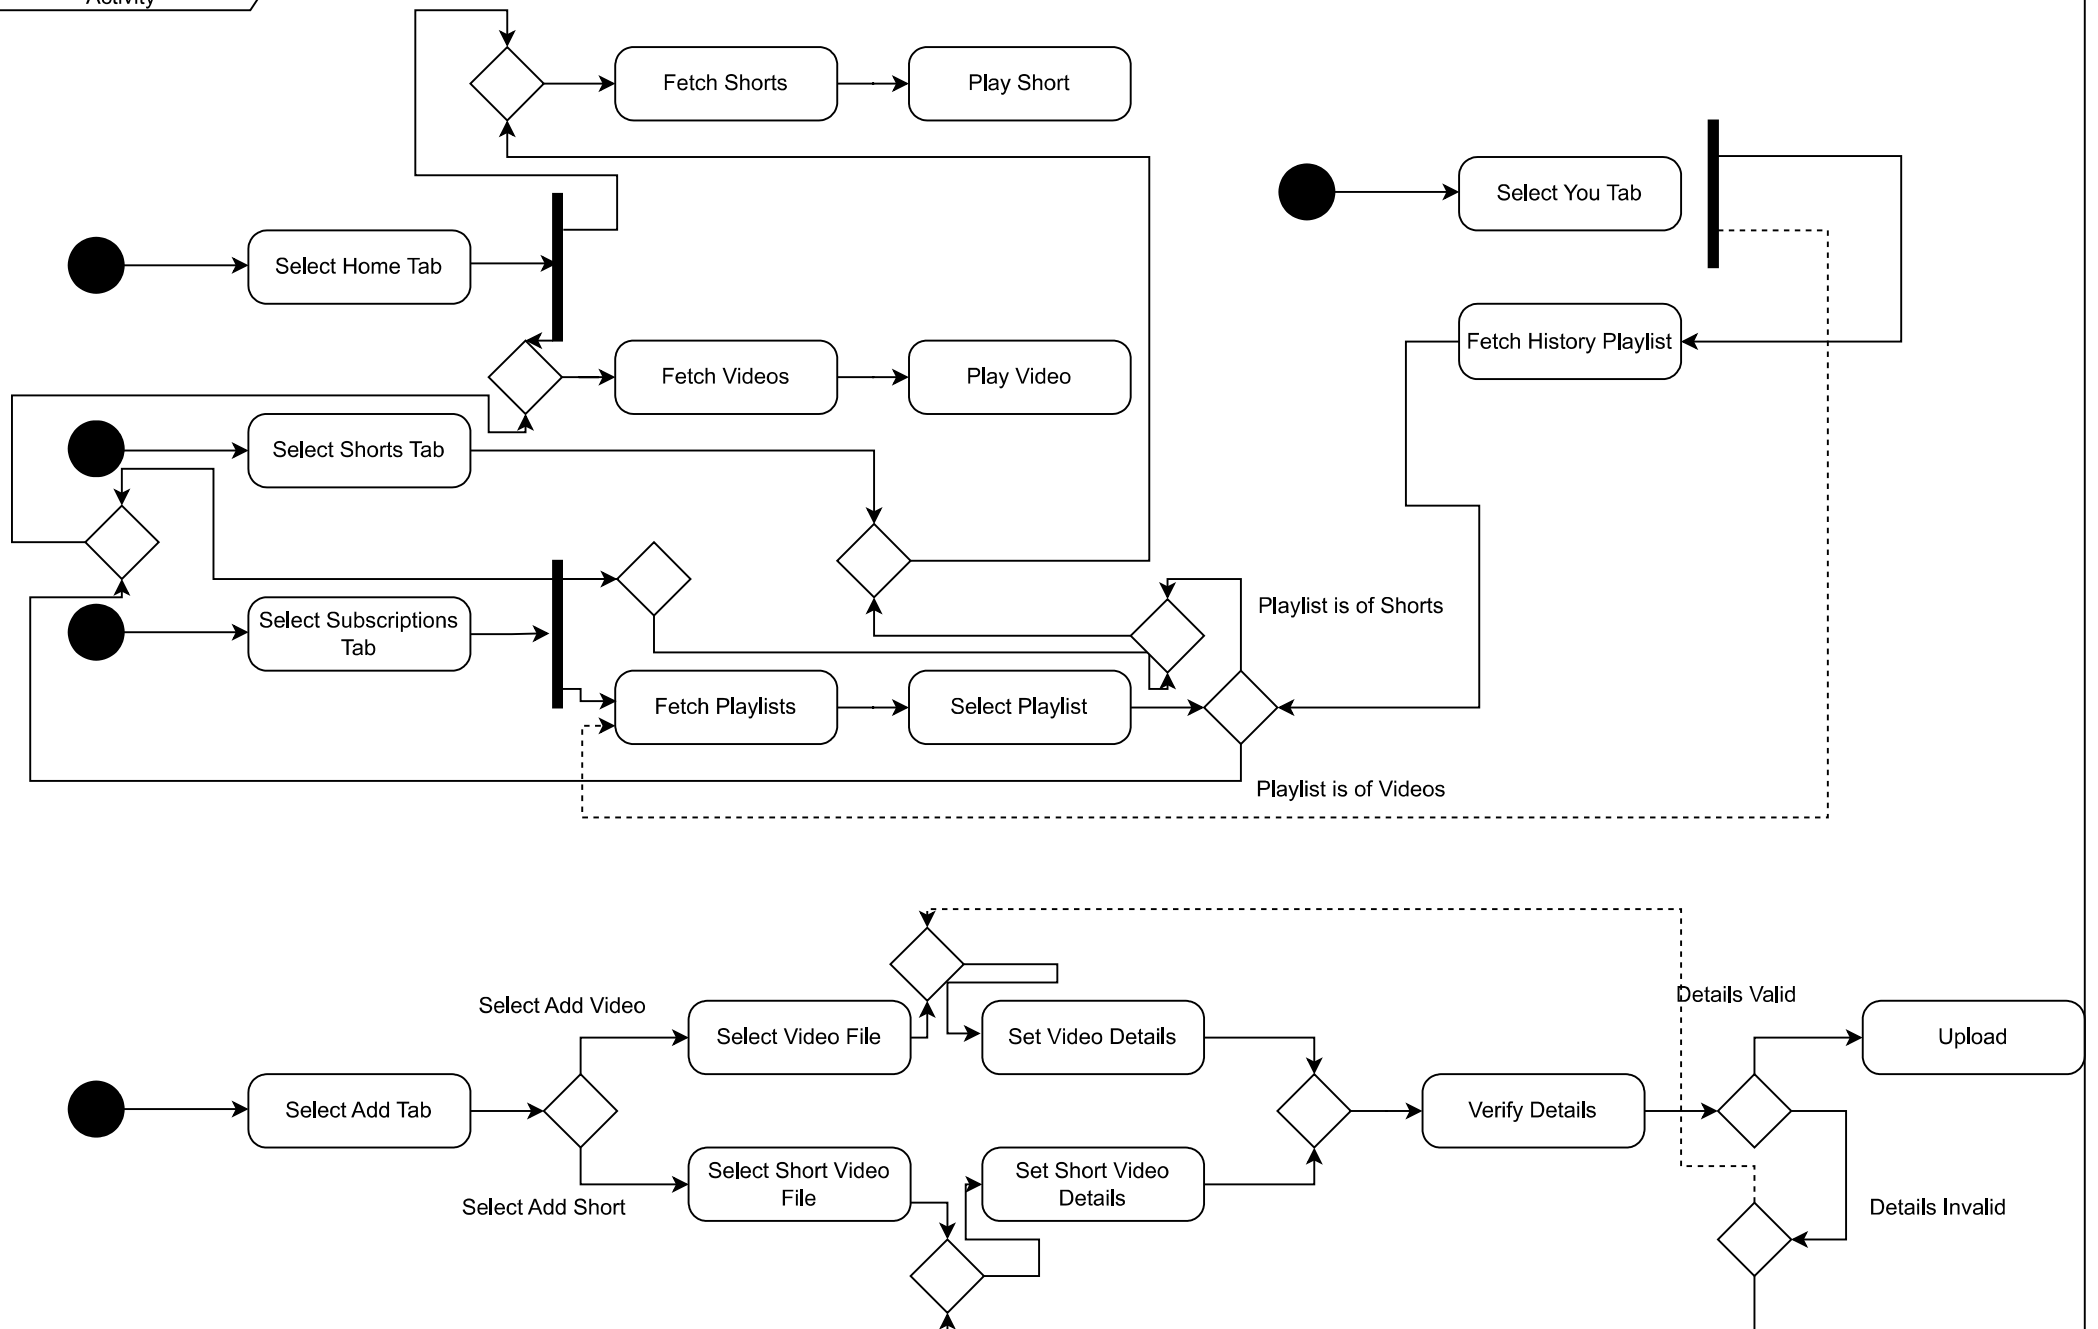 Activity
Fetch Shorts
Play Short
Select You Tab
Select Home Tab
Fetch History Playlist
Fetch Videos
Play Video
Select Shorts Tab
Playlist is of Shorts
Select Subscriptions
Tab
Fetch Playlists
Select Playlist
Playlist is of Videos
Details Valid
Select Add Video
Select Video File
Set Video Details
Upload
Select Add Tab
Verify Details
Select Short Video
File
Set Short Video
Details
Select Add Short
Details Invalid